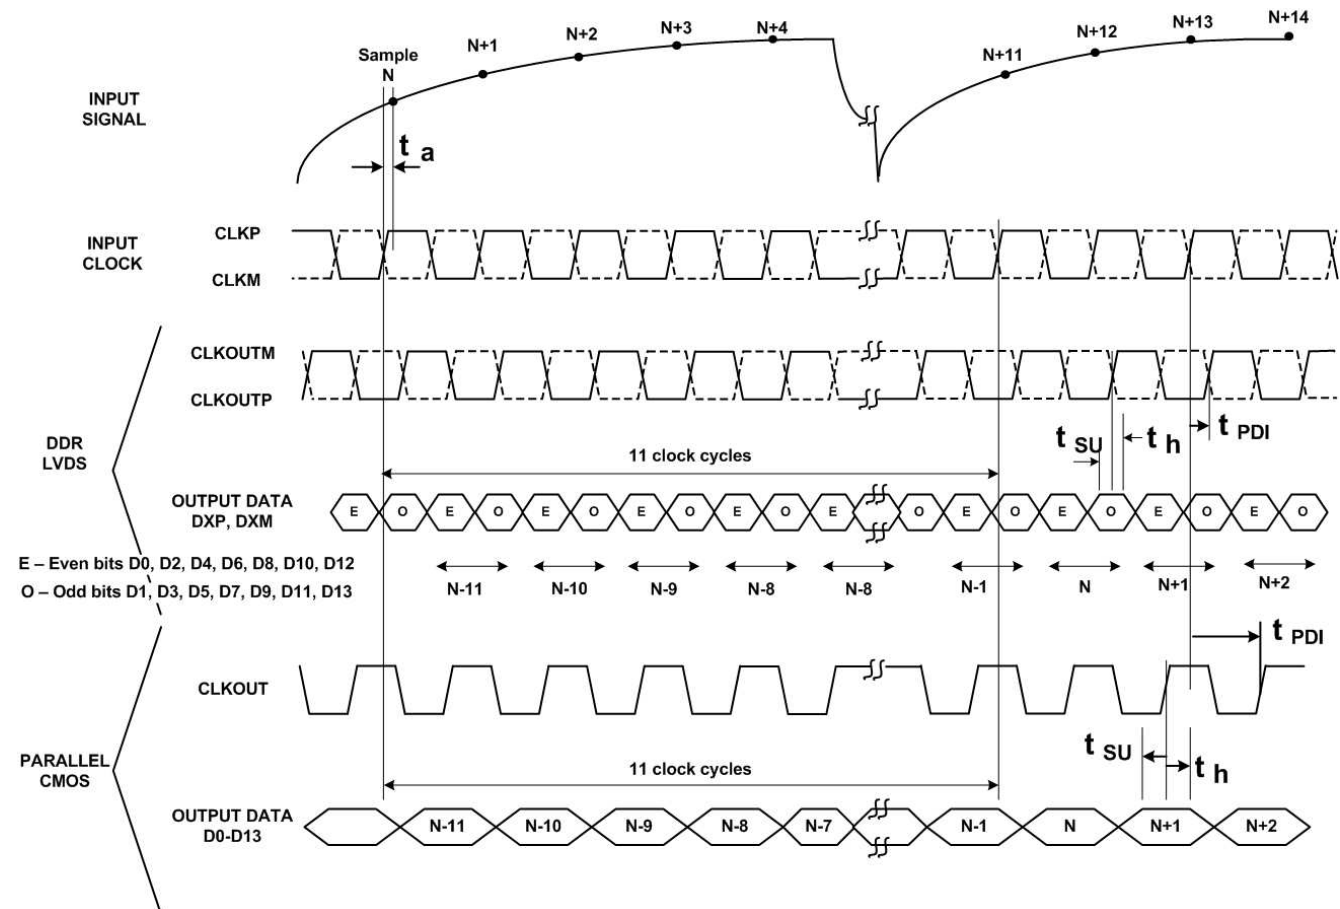 Sample
N
N+1
N+2
N+3
N+4
N+11
N+12
N+13
N+14
INPUT
SIGNAL
t a
INPUT
CLOCK
CLKP
CLKM
CLKOUTM
CLKOUTP
t SU
t h
t PDI
DDR
LVDS
11 clock cycles
OUTPUT DATA
DXP, DXM
E O E O E O E O E O E O E O E O E O E O
E – Even bits D0, D2, D4, D6, D8, D10, D12
O – Odd bits D1, D3, D5, D7, D9, D11, D13
N-11 N-10 N-9 N-8 N-8 N-1 N N+1 N+2
t PDI
CLKOUT
t SU
t h
PARALLEL
CMOS
11 clock cycles
OUTPUT DATA
D0-D13
N-11 N-10 N-9 N-8 N-7 N-1 N N+1 N+2